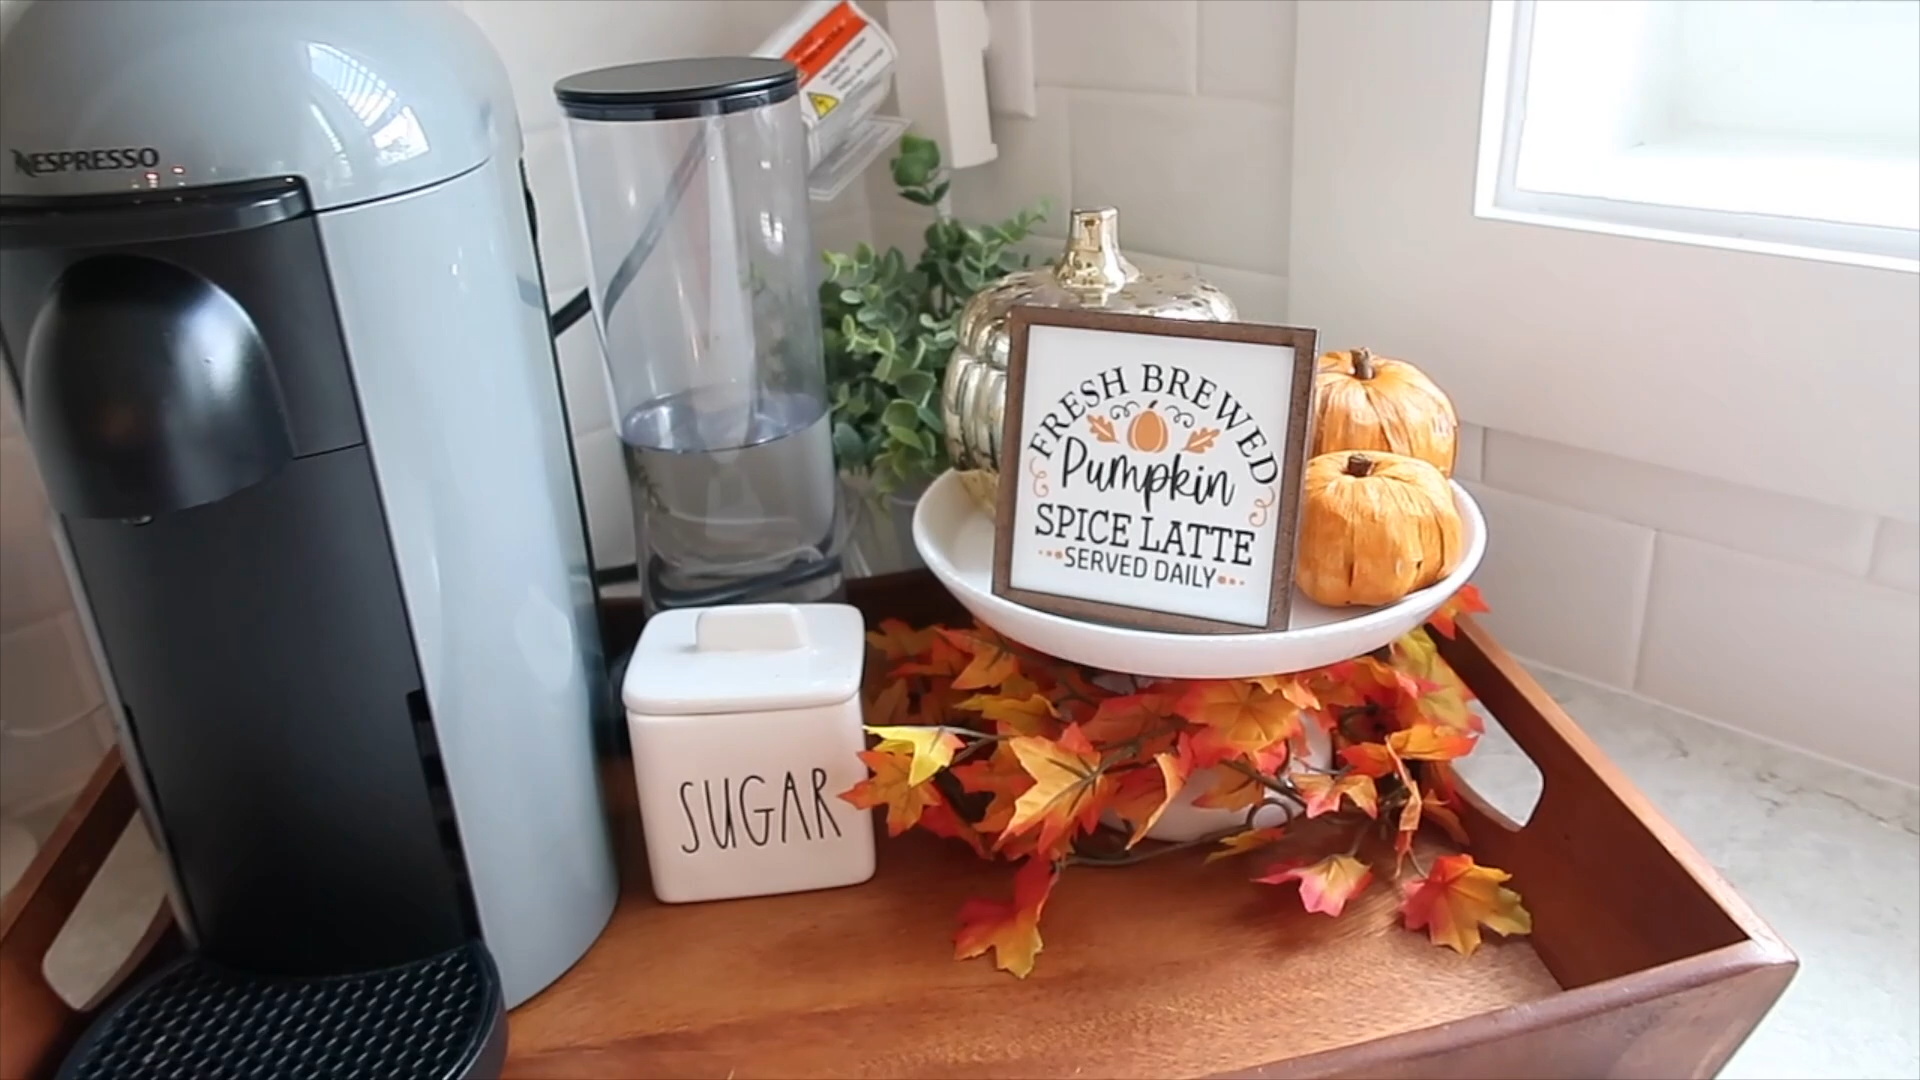 NESPRESSO
FRESH BREWED
Pumpkin
SPICE LATTE
SERVED DAILY
SUGAR